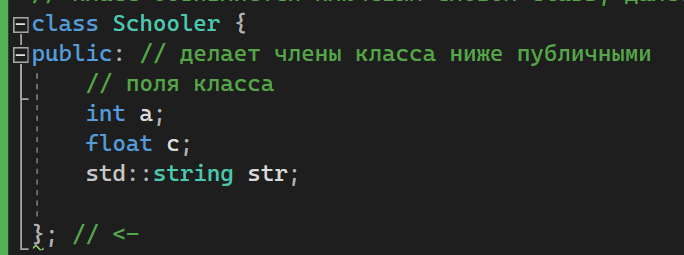 class Schooler {
public: // делает члены класса ниже публичными
// поля класса
int a;
float c;
std::string str;
}; // <-